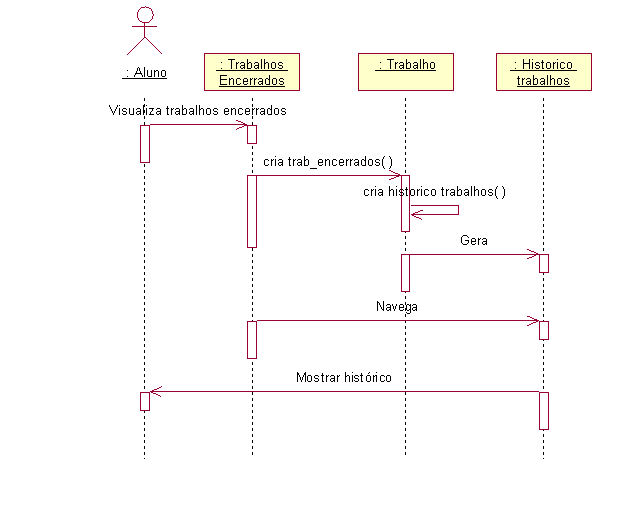 : Aluno
: Trabalhos
Encerrados
: Trabalho
: Historico
trabalhos
Visualiza trabalhos encerrados
cria trab_encerrados( )
cria historico trabalhos( )
Gera
Navega
Mostrar histórico